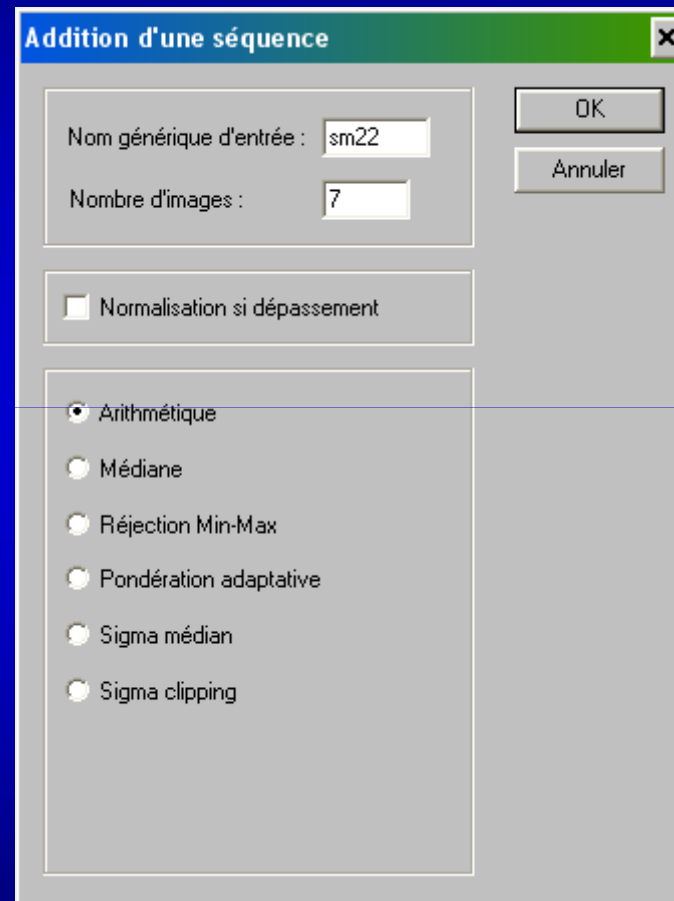 Addition d'une séquence
Nom générique d'entrée : sm22
Nombre d'images : 7
OK
Annuler
Normalisation si dépassement
Arithmétique
Médiane
Réjection Min-Max
Pondération adaptative
Sigma médian
Sigma clipping